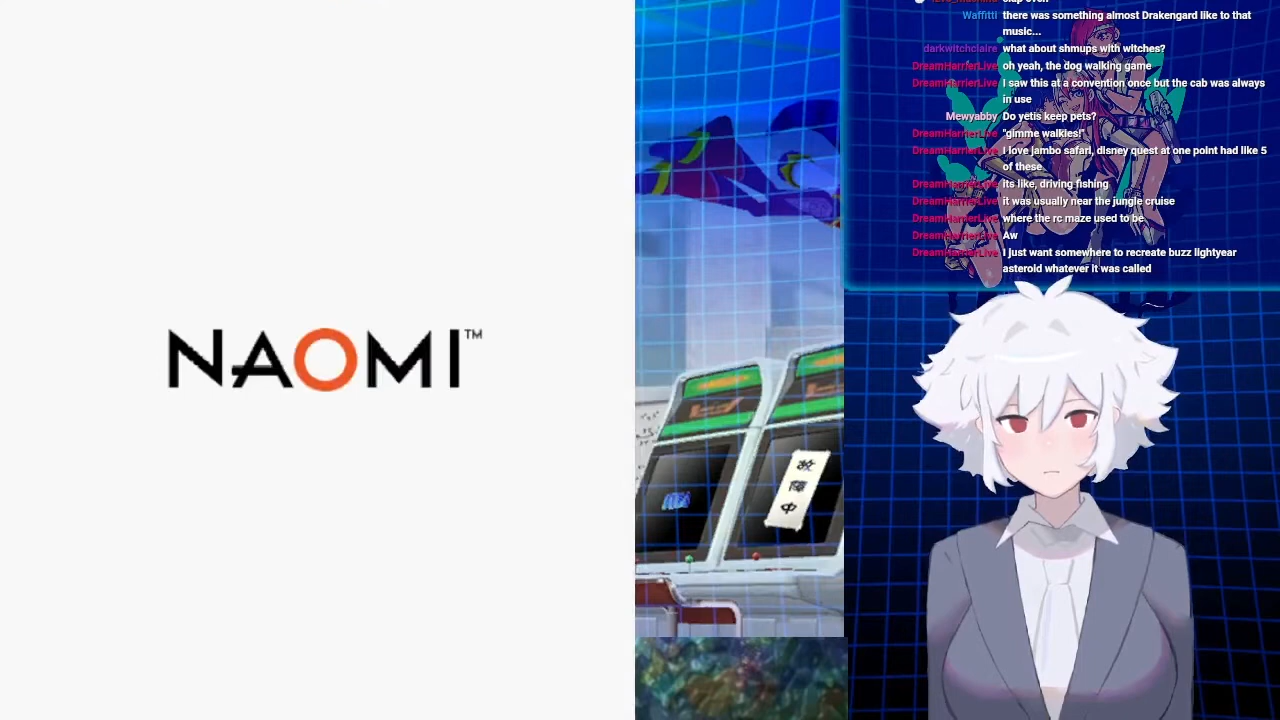 NAOMI™
故障中
Waffitti there was something almost Drakengard like to that
music...
darkwitchclaire what about shmups with witches?
DreamHarrierLive oh yeah, the dog walking game
DreamHarrierLive I saw this at a convention once but the cab was always
in use
Mewyabby Do yetis keep pets?
DreamHarrierLive "gimme walkies!"
DreamHarrierLive I love jambo safari, disney quest at one point had like 5
of these
DreamHarrierLive its like, driving fishing
DreamHarrierLive it was usually near the jungle cruise
DreamHarrierLive where the rc maze used to be
DreamHarrierLive Aw
DreamHarrierLive I just want somewhere to recreate buzz lightyear
asteroid whatever it was called